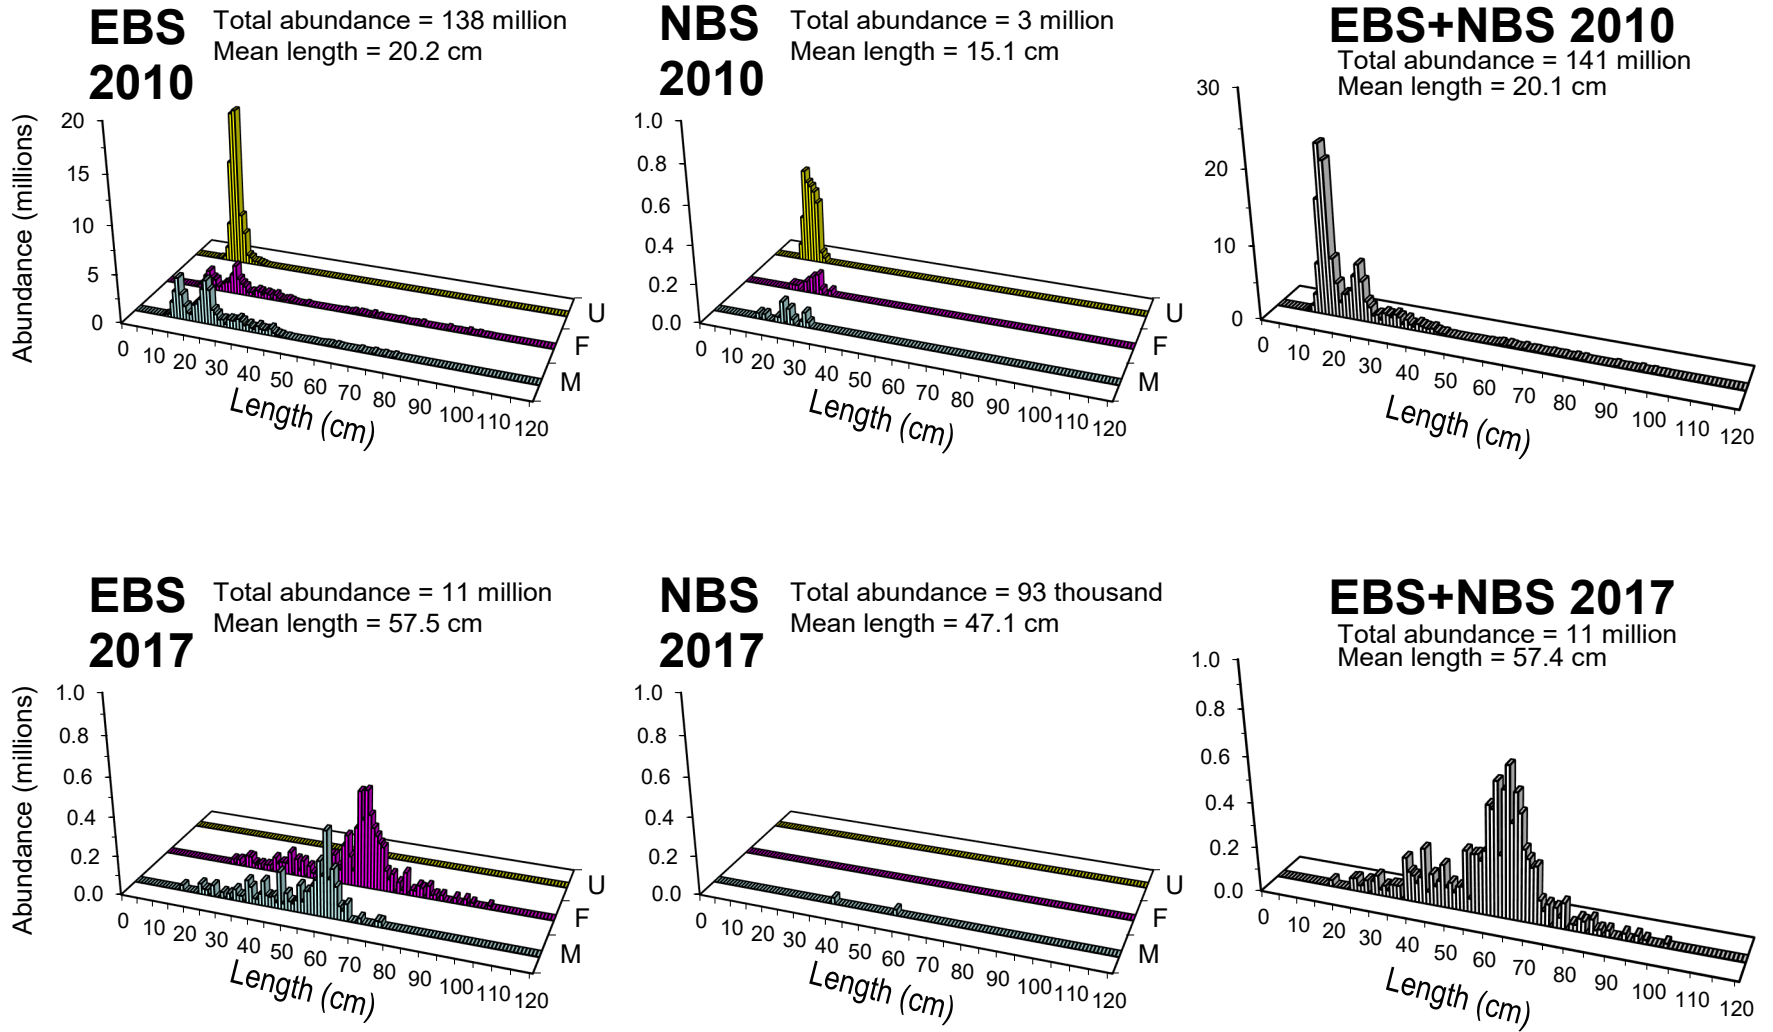 EBS
2010
Total abundance = 138 million
Mean length = 20.2 cm
Abundance (millions)
20
15
10
5
0
0 10 20 30 40 50 60 70 80 90 100 110 120
Length (cm)
U
F
M
NBS
2010
Total abundance = 3 million
Mean length = 15.1 cm
1.0
0.8
0.6
0.4
0.2
0.0
0 10 20 30 40 50 60 70 80 90 100 110 120
Length (cm)
U
F
M
EBS+NBS 2010
Total abundance = 141 million
Mean length = 20.1 cm
30
20
10
0
0 10 20 30 40 50 60 70 80 90 100 110 120
Length (cm)
EBS
2017
Total abundance = 11 million
Mean length = 57.5 cm
Abundance (millions)
1.0
0.8
0.6
0.4
0.2
0.0
0 10 20 30 40 50 60 70 80 90 100 110 120
Length (cm)
U
F
M
NBS
2017
Total abundance = 93 thousand
Mean length = 47.1 cm
1.0
0.8
0.6
0.4
0.2
0.0
0 10 20 30 40 50 60 70 80 90 100 110 120
Length (cm)
U
F
M
EBS+NBS 2017
Total abundance = 11 million
Mean length = 57.4 cm
1.0
0.8
0.6
0.4
0.2
0.0
0 10 20 30 40 50 60 70 80 90 100 110 120
Length (cm)